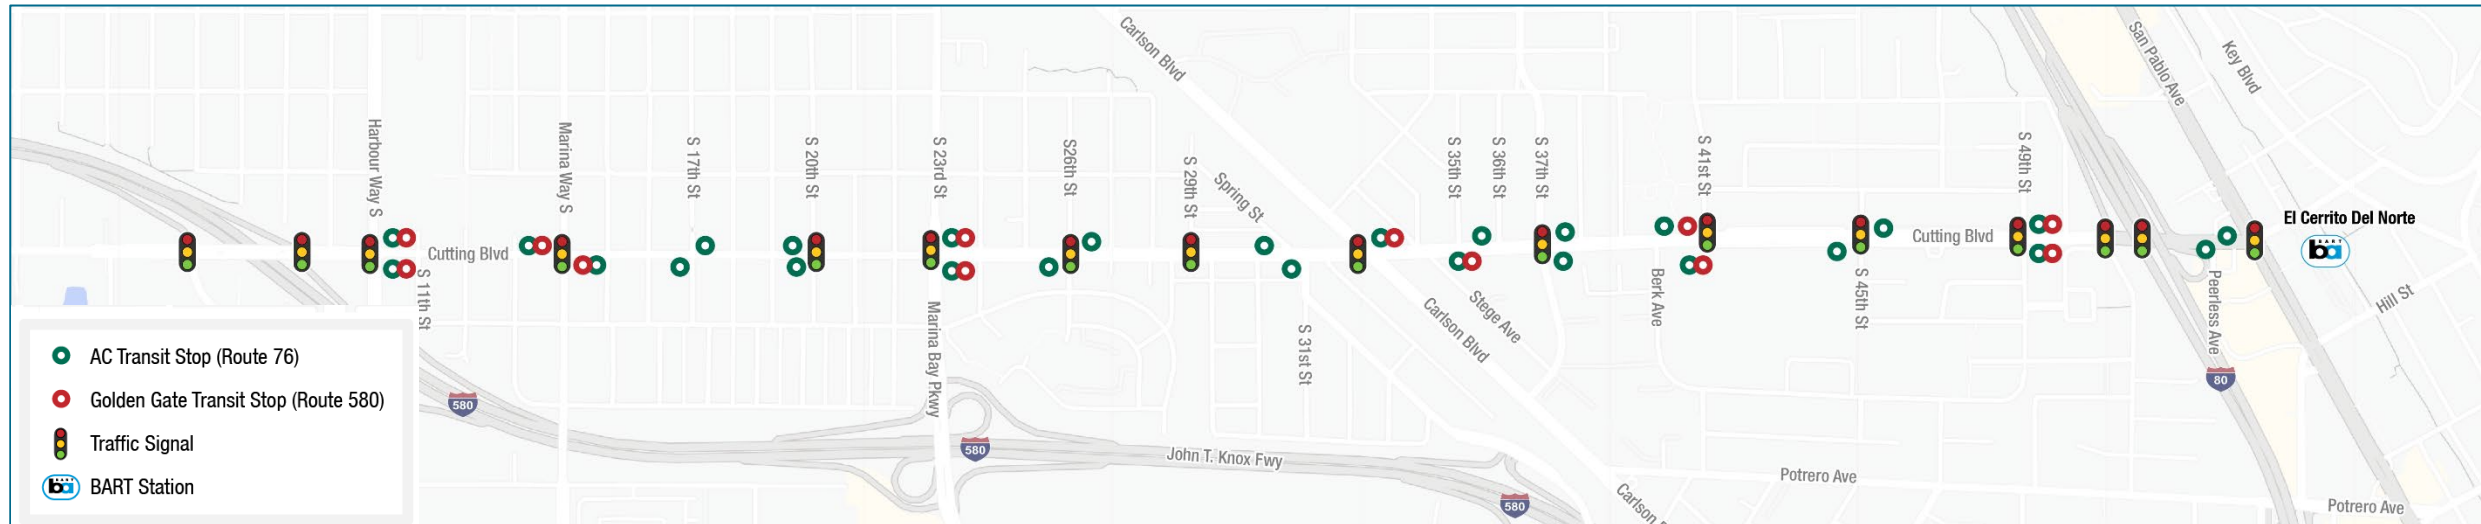 Carlson Blvd
San Pablo Ave
Key Blvd
Harbour Way S
Marina Way S
S 17th St
S 20th St
S 23rd St
S26th St
S 29th St
Spring St
S 35th St
S 36th St
S 37th St
S 41st St
S 49th St
El Cerrito Del Norte
BART
ba
Cutting Blvd
Cutting Blvd
S 11th St
Marina Bay Pkwy
S 31st St
Carlson Blvd
Stege Ave
Berk Ave
S 45th St
Peerless Ave
Hill St
AC Transit Stop (Route 76)
Golden Gate Transit Stop (Route 580)
Traffic Signal
BART
ba
BART Station
580
580
John T. Knox Fwy
580
80
Potrero Ave
Potrero Ave